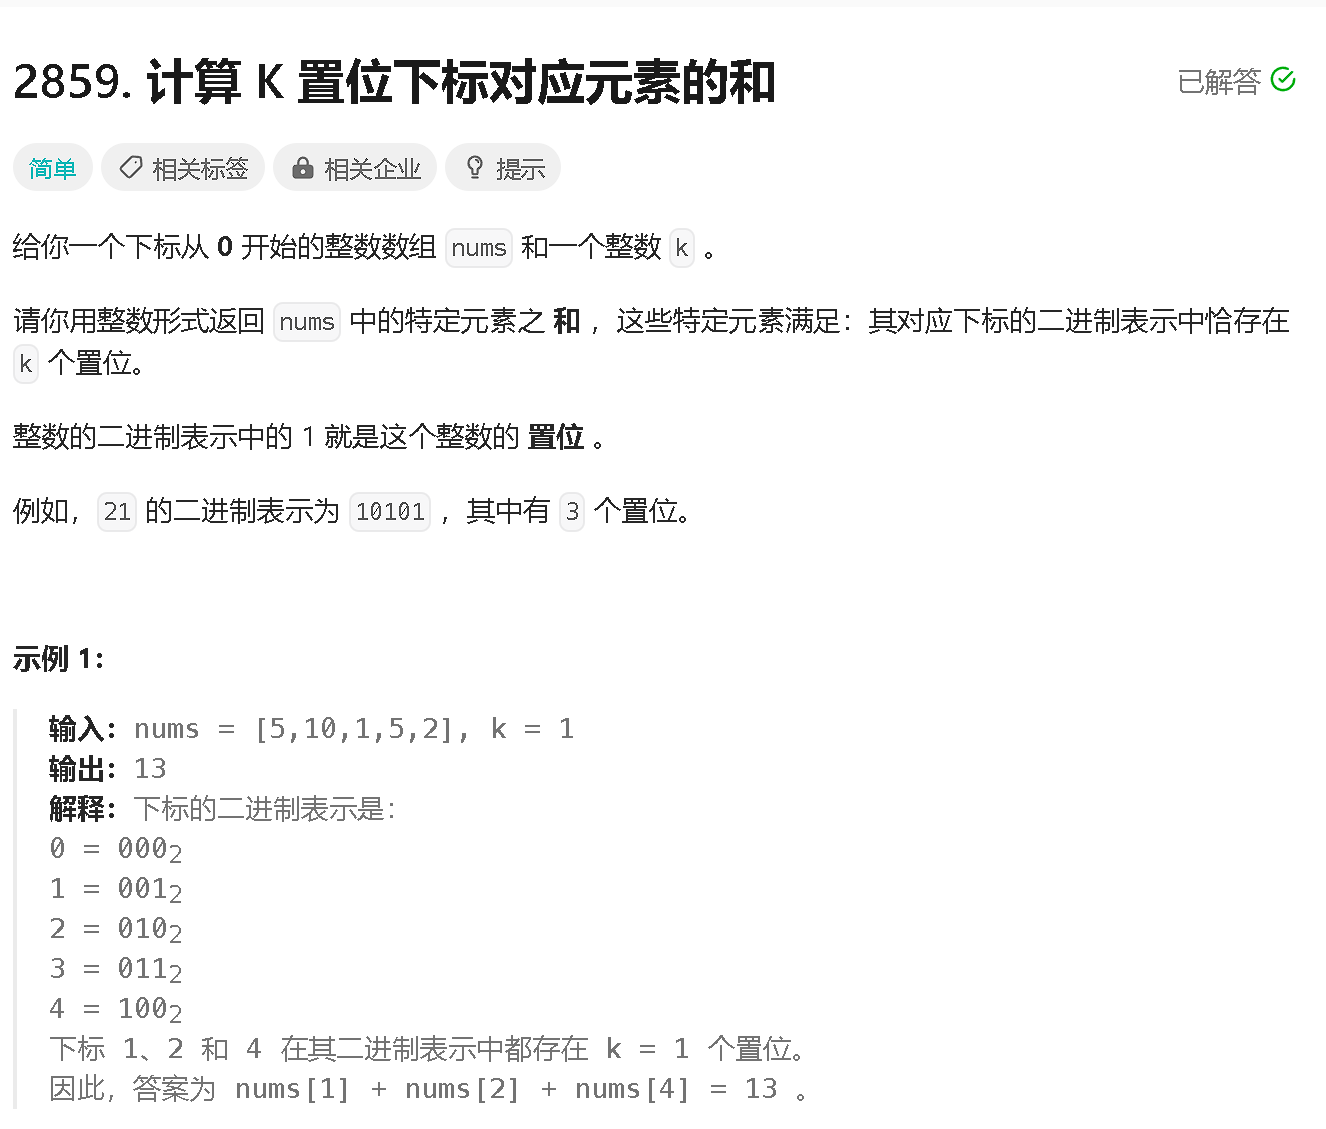 2859. 计算 K 置位下标对应元素的和
已解答
简单 相关标签 相关企业 提示
给你一个下标从 0 开始的整数数组 nums 和一个整数 k 。
请你用整数形式返回 nums 中的特定元素之 和 ，这些特定元素满足：其对应下标的二进制表示中恰存在
k 个置位。
整数的二进制表示中的 1 就是这个整数的 置位 。
例如，21 的二进制表示为 10101 ，其中有 3 个置位。
示例 1：
输入：nums = [5,10,1,5,2], k = 1
输出：13
解释：下标的二进制表示是：
0 = 000₂
1 = 001₂
2 = 010₂
3 = 011₂
4 = 100₂
下标 1、2 和 4 在其二进制表示中都存在 k = 1 个置位。
因此，答案为 nums[1] + nums[2] + nums[4] = 13 。